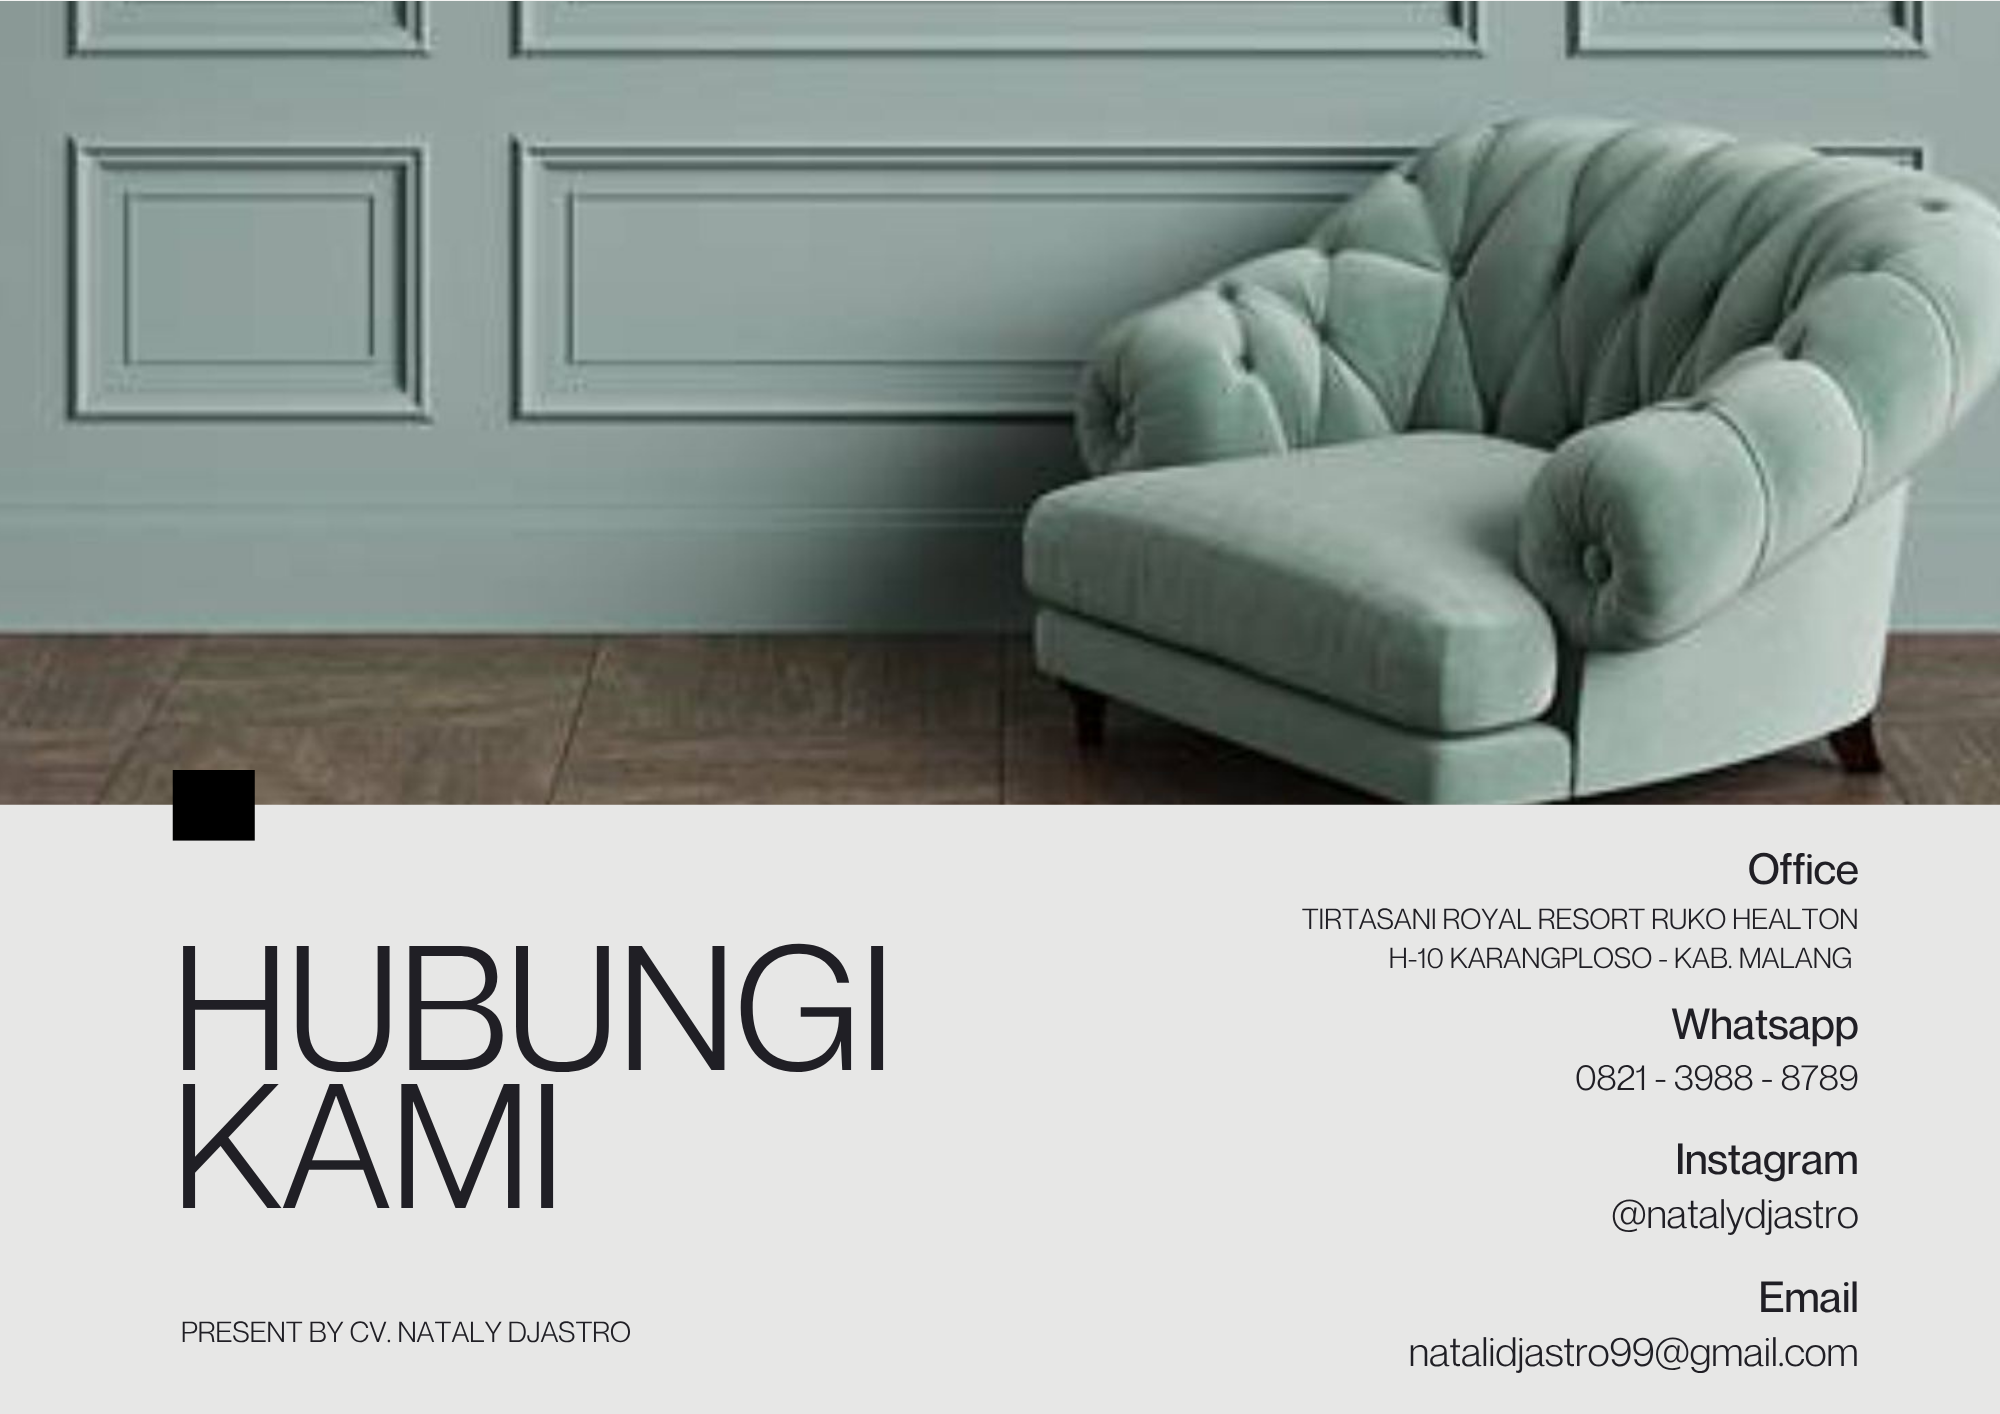 HUBUNGI
KAMI
PRESENT BY CV. NATALY DJASTRO
Office
TIRTASANI ROYAL RESORT RUKO HEALTON
H-10 KARANGPLOSO - KAB. MALANG
Whatsapp
0821 - 3988 - 8789
Instagram
@natalydjastro
Email
natalidjastro99@gmail.com